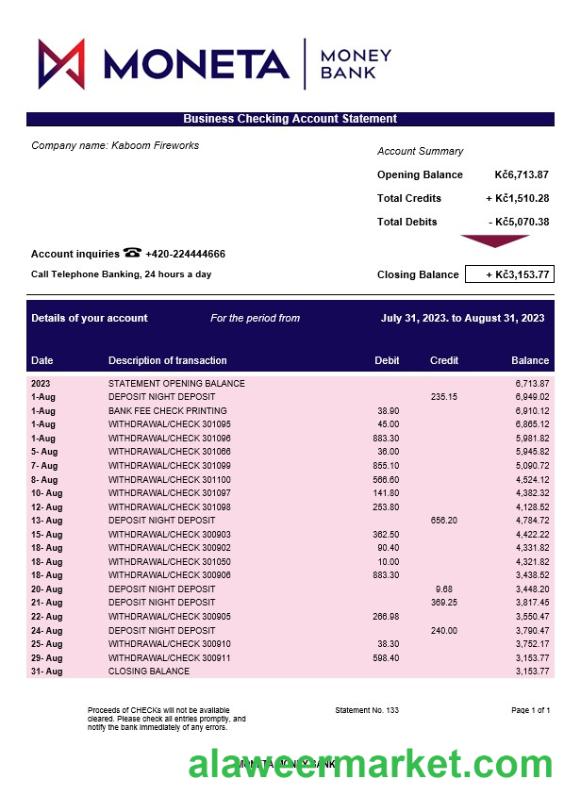 MONETA MONEY BANK
Business Checking Account Statement
Company name: Kaboom Fireworks
Account Summary
Opening Balance Kč6,713.87
Total Credits + Kč1,510.28
Total Debits - Kč5,070.38
Account inquiries ☎ +420-224444666
Call Telephone Banking, 24 hours a day
Closing Balance + Kč3,153.77
Details of your account For the period from July 31, 2023. to August 31, 2023
Date Description of transaction Debit Credit Balance
2023 STATEMENT OPENING BALANCE 6,713.87
1-Aug DEPOSIT NIGHT DEPOSIT 235.15 6,949.02
1-Aug BANK FEE CHECK PRINTING 38.90 6,910.12
1-Aug WITHDRAWAL/CHECK 301095 45.00 6,865.12
1-Aug WITHDRAWAL/CHECK 301096 883.30 5,981.82
5- Aug WITHDRAWAL/CHECK 301066 36.00 5,945.82
7- Aug WITHDRAWAL/CHECK 301099 855.10 5,090.72
8- Aug WITHDRAWAL/CHECK 301100 566.60 4,524.12
10- Aug WITHDRAWAL/CHECK 301097 141.80 4,382.32
12- Aug WITHDRAWAL/CHECK 301098 253.80 4,128.52
13- Aug DEPOSIT NIGHT DEPOSIT 656.20 4,784.72
15- Aug WITHDRAWAL/CHECK 300903 362.50 4,422.22
18- Aug WITHDRAWAL/CHECK 300902 90.40 4,331.82
18- Aug WITHDRAWAL/CHECK 301050 10.00 4,321.82
18- Aug WITHDRAWAL/CHECK 300906 883.30 3,438.52
20- Aug DEPOSIT NIGHT DEPOSIT 9.68 3,448.20
21- Aug DEPOSIT NIGHT DEPOSIT 369.25 3,817.45
22- Aug WITHDRAWAL/CHECK 300905 266.98 3,550.47
24- Aug DEPOSIT NIGHT DEPOSIT 240.00 3,790.47
25- Aug WITHDRAWAL/CHECK 300910 38.30 3,752.17
29- Aug WITHDRAWAL/CHECK 300911 598.40 3,153.77
31- Aug CLOSING BALANCE 3,153.77
Proceeds of CHECKs will not be available
cleared. Please check all entries promptly, and
notify the bank immediately of any errors.
Statement No. 133
Page 1 of 1
MONETA MONEY BANK
alaweermarket.com